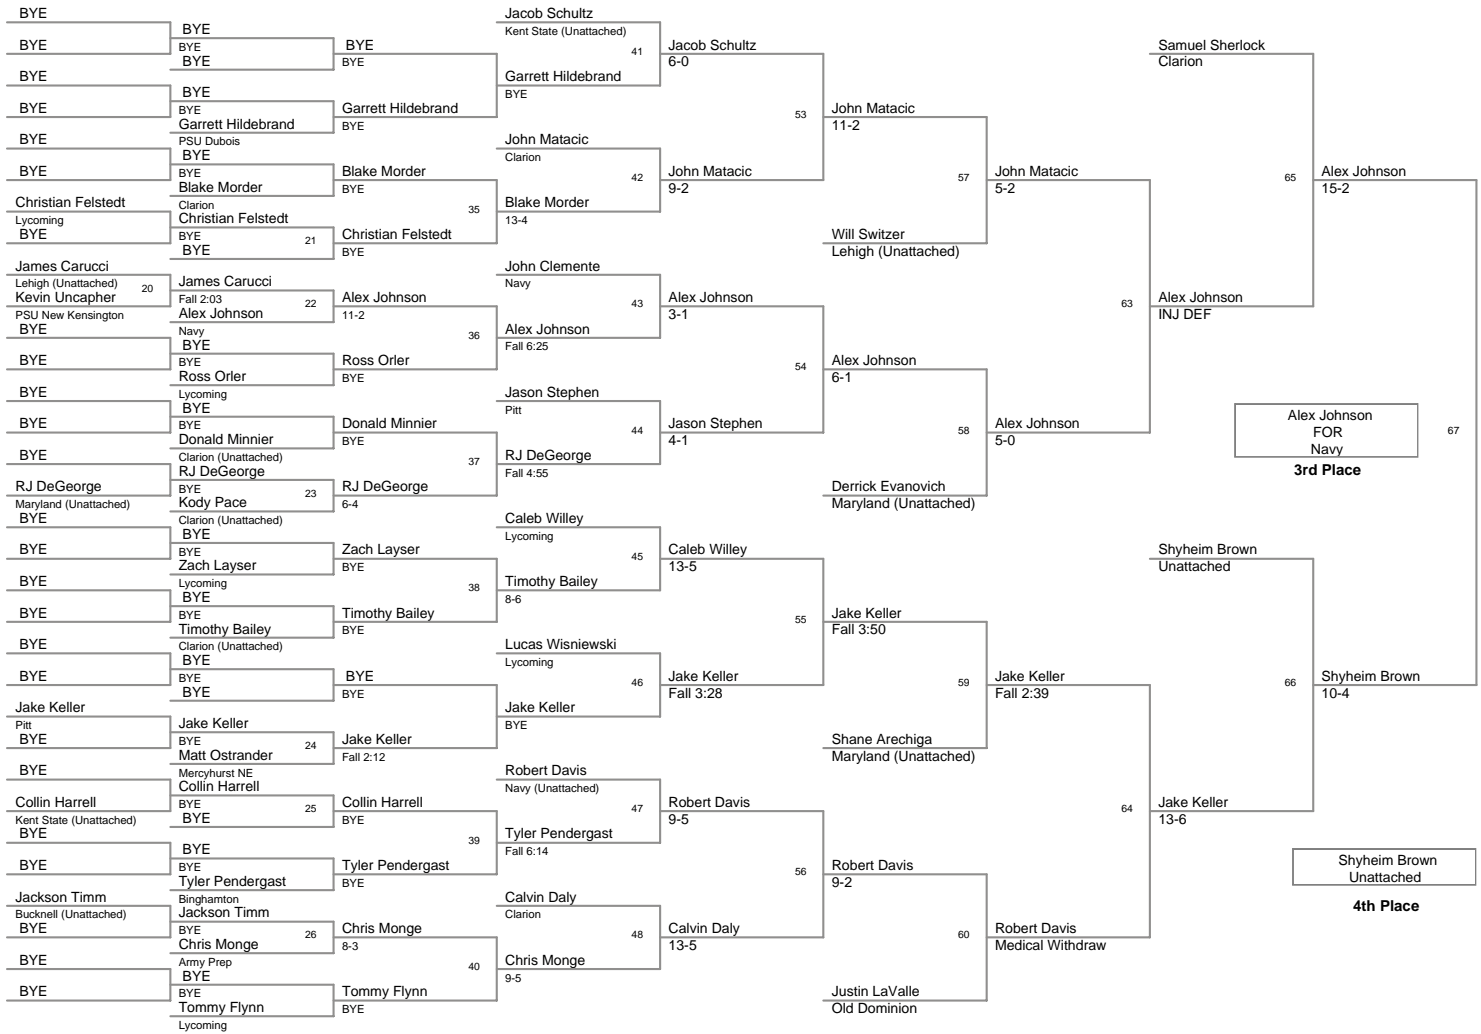 BYE
BYE
BYE
BYE
BYE
BYE
Christian Felstedt
Lycoming
BYE
James Carucci
Lehigh (Unattached)
20
Kevin Uncapher
PSU New Kensington
BYE
BYE
BYE
BYE
BYE
RJ DeGeorge
Maryland (Unattached)
BYE
BYE
BYE
BYE
BYE
BYE
Jake Keller
Pitt
BYE
BYE
Collin Harrell
Kent State (Unattached)
BYE
BYE
Jackson Timm
Bucknell (Unattached)
BYE
BYE
BYE
BYE
BYE
BYE
BYE
BYE
Garrett Hildebrand
PSU Dubois
BYE
BYE
Blake Morder
Clarion
Christian Felstedt
BYE
21
BYE
James Carucci
Fall 2:03
22
Alex Johnson
Navy
BYE
BYE
Ross Orler
Lycoming
BYE
BYE
Donald Minnier
Clarion (Unattached)
RJ DeGeorge
BYE
23
Kody Pace
Clarion (Unattached)
BYE
BYE
Zach Layser
Lycoming
BYE
BYE
Timothy Bailey
Clarion (Unattached)
BYE
BYE
BYE
Jake Keller
BYE
24
Matt Ostrander
Mercyhurst NE
Collin Harrell
BYE
25
BYE
BYE
BYE
Tyler Pendergast
Binghamton
Jackson Timm
BYE
26
Chris Monge
Army Prep
BYE
BYE
Tommy Flynn
Lycoming
BYE
BYE
Garrett Hildebrand
BYE
Blake Morder
BYE
35
Christian Felstedt
BYE
Alex Johnson
11-2
36
Ross Orler
BYE
Donald Minnier
BYE
37
RJ DeGeorge
6-4
Zach Layser
BYE
38
Timothy Bailey
BYE
BYE
BYE
Jake Keller
Fall 2:12
Collin Harrell
BYE
39
Tyler Pendergast
BYE
Chris Monge
8-3
40
Tommy Flynn
BYE
Jacob Schultz
Kent State (Unattached)
41
Garrett Hildebrand
BYE
John Matacic
Clarion
42
Blake Morder
13-4
John Clemente
Navy
43
Alex Johnson
Fall 6:25
Jason Stephen
Pitt
44
RJ DeGeorge
Fall 4:55
Caleb Willey
Lycoming
45
Timothy Bailey
8-6
Lucas Wisniewski
Lycoming
46
Jake Keller
BYE
Robert Davis
Navy (Unattached)
47
Tyler Pendergast
Fall 6:14
Calvin Daly
Clarion
48
Chris Monge
9-5
Jacob Schultz
6-0
53
John Matacic
9-2
Alex Johnson
3-1
54
Jason Stephen
4-1
Caleb Willey
13-5
55
Jake Keller
Fall 3:28
Robert Davis
9-5
56
Calvin Daly
13-5
John Matacic
11-2
57
Will Switzer
Lehigh (Unattached)
Alex Johnson
6-1
58
Derrick Evanovich
Maryland (Unattached)
Jake Keller
Fall 3:50
59
Shane Arechiga
Maryland (Unattached)
Robert Davis
9-2
60
Justin LaValle
Old Dominion
John Matacic
5-2
63
Alex Johnson
5-0
Jake Keller
Fall 2:39
64
Robert Davis
Medical Withdraw
Samuel Sherlock
Clarion
65
Alex Johnson
INJ DEF
Shyheim Brown
Unattached
66
Jake Keller
13-6
Alex Johnson
15-2
67
Shyheim Brown
10-4
Alex Johnson
FOR
Navy
3rd Place
Shyheim Brown
Unattached
4th Place